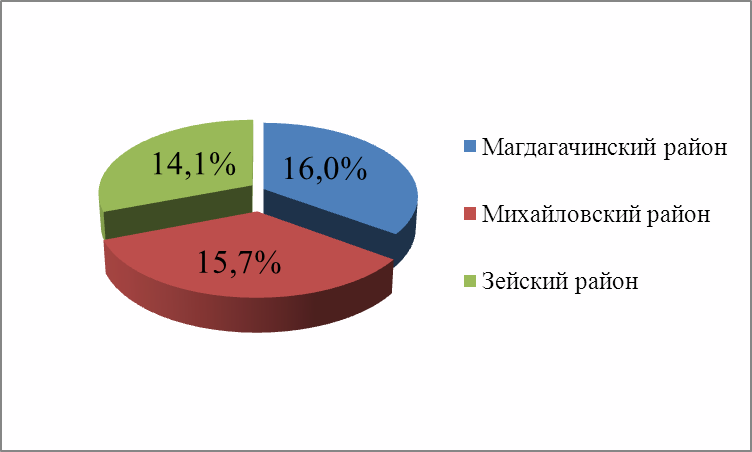 14,1%
16,0%
15,7%
Магдагачинский район
Михайловский район
Зейский район